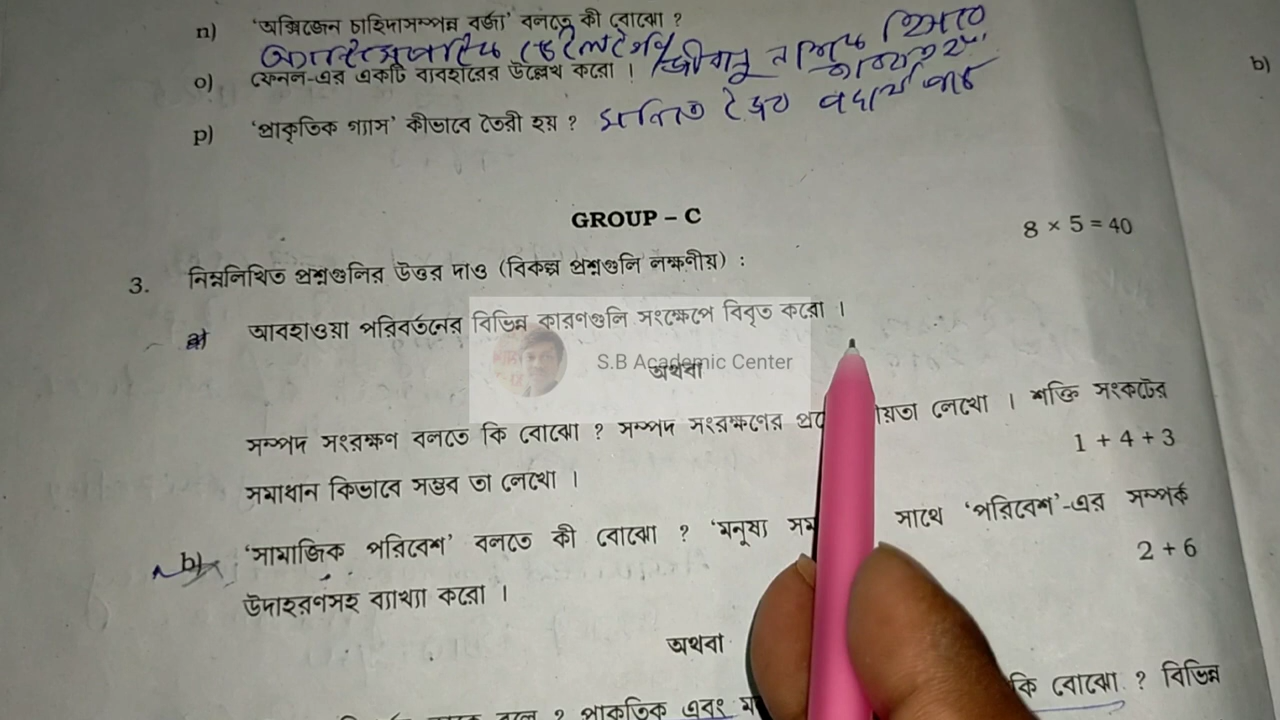 n) 'অক্সিজেন চাহিদাসম্পন্ন বর্জ্য' বলতে কী বোঝো ?
জীবানু নাশক হিসাবে
o) ফেনল-এর একটি ব্যবহারের উল্লেখ করো ।
p) 'প্রাকৃতিক গ্যাস' কীভাবে তৈরী হয় ?
b)
GROUP – C
8 × 5 = 40
3. নিম্নলিখিত প্রশ্নগুলির উত্তর দাও (বিকল্প প্রশ্নগুলি লক্ষণীয়) :
a) আবহাওয়া পরিবর্তনের বিভিন্ন কারণগুলি সংক্ষেপে বিবৃত করো ।
S.B Academic Center
অথবা
সম্পদ সংরক্ষণ বলতে কি বোঝো ? সম্পদ সংরক্ষণের লেখো । শক্তি সংকটের
সমাধান কিভাবে সম্ভব তা লেখো ।
1 + 4 + 3
b) 'সামাজিক পরিবেশ' বলতে কী বোঝো ? 'মনুষ্য সাথে 'পরিবেশ'-এর সম্পর্ক
উদাহরণসহ ব্যাখ্যা করো ।
2 + 6
অথবা
বলে ? প্রাকৃতিক এবং কি বোঝো ? বিভিন্ন